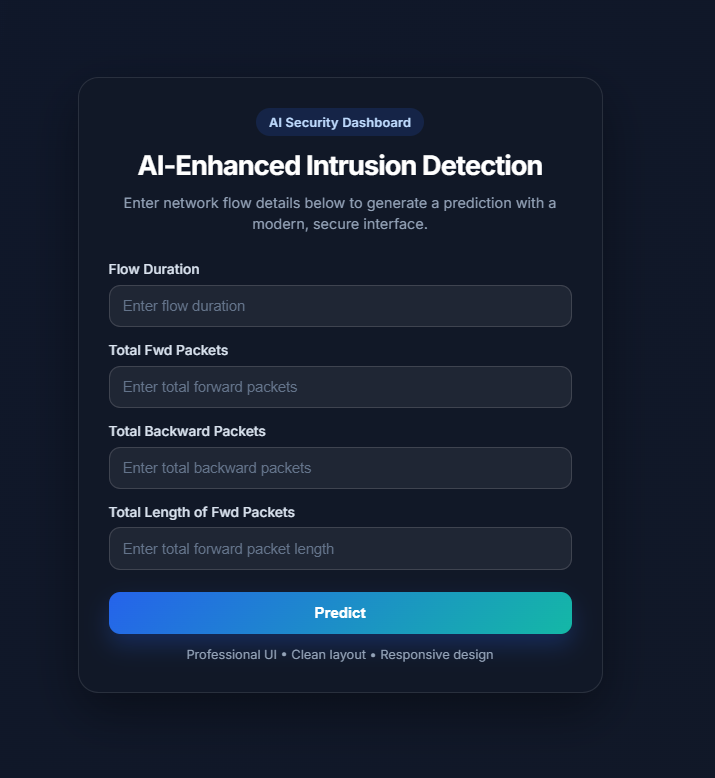 AI Security Dashboard
AI-Enhanced Intrusion Detection
Enter network flow details below to generate a prediction with a
modern, secure interface.
Flow Duration
Enter flow duration
Total Fwd Packets
Enter total forward packets
Total Backward Packets
Enter total backward packets
Total Length of Fwd Packets
Enter total forward packet length
Predict
Professional UI • Clean layout • Responsive design